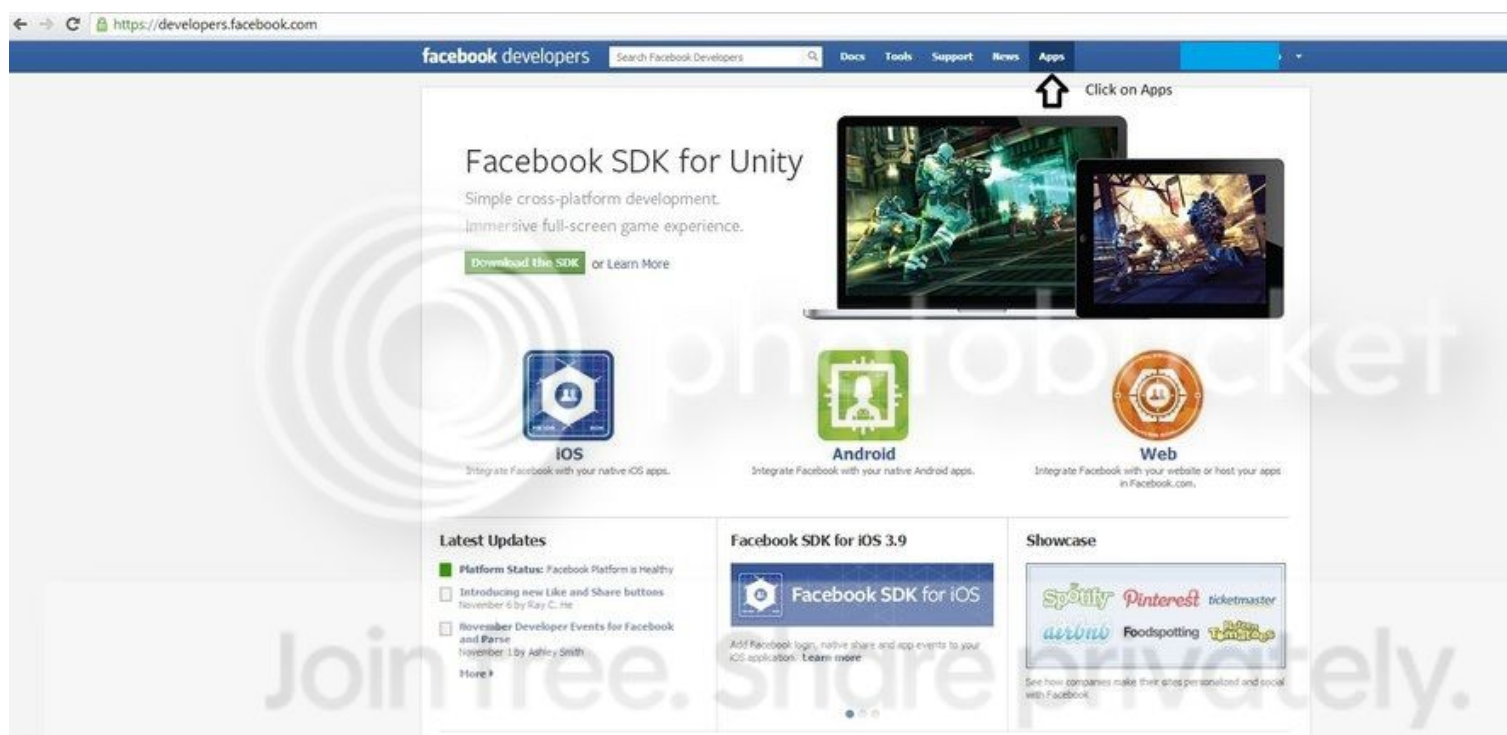 https://developers.facebook.com
facebook developers Search Facebook Developers Docs Tools Support News Apps
Click on Apps
Facebook SDK for Unity
Simple cross-platform development.
Immersive full-screen game experience.
Download the SDK or Learn More
photobucket
iOS
Integrate Facebook with your native iOS apps.
Android
Integrate Facebook with your native Android apps.
Web
Integrate Facebook with your website or host your apps
in Facebook.com.
Latest Updates
Platform Status: Facebook Platform is Healthy
Introducing new Like and Share buttons
November 6 by Ray C. He
November Developer Events for Facebook
and Parse
November 1 by Ashley Smith
More
Facebook SDK for iOS 3.9
Facebook SDK for iOS
Add Facebook login, native share and app events to your
iOS application. Learn more
Showcase
Spotify Pinterest ticketmaster
airbnb Foodspotting Rotten Tomatoes
See how companies make their sites personalized and social
with Facebook
Join free. Share privately.